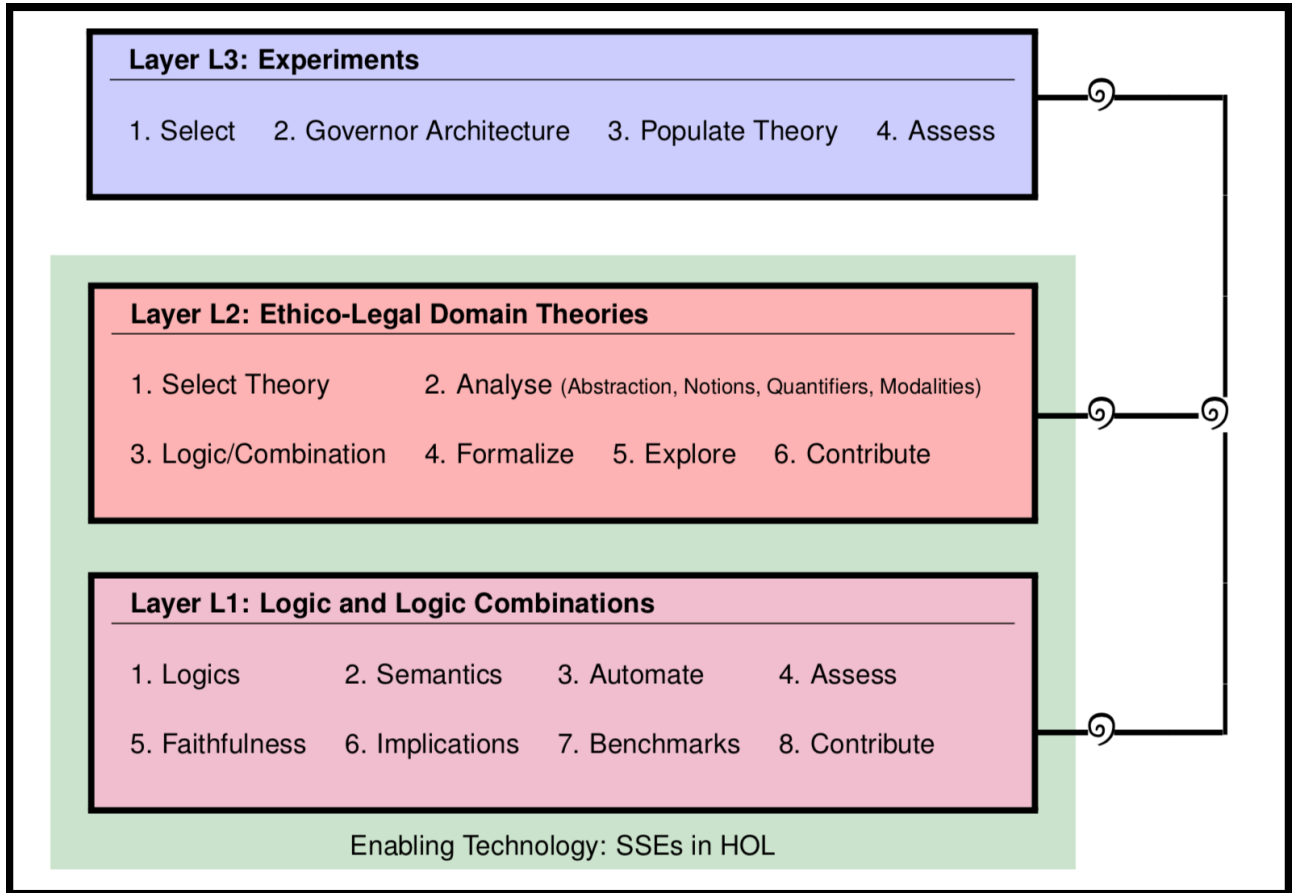 Layer L3: Experiments
1. Select 2. Governor Architecture 3. Populate Theory 4. Assess
Layer L2: Ethico-Legal Domain Theories
1. Select Theory 2. Analyse (Abstraction, Notions, Quantifiers, Modalities)
3. Logic/Combination 4. Formalize 5. Explore 6. Contribute
Layer L1: Logic and Logic Combinations
1. Logics 2. Semantics 3. Automate 4. Assess
5. Faithfulness 6. Implications 7. Benchmarks 8. Contribute
Enabling Technology: SSEs in HOL